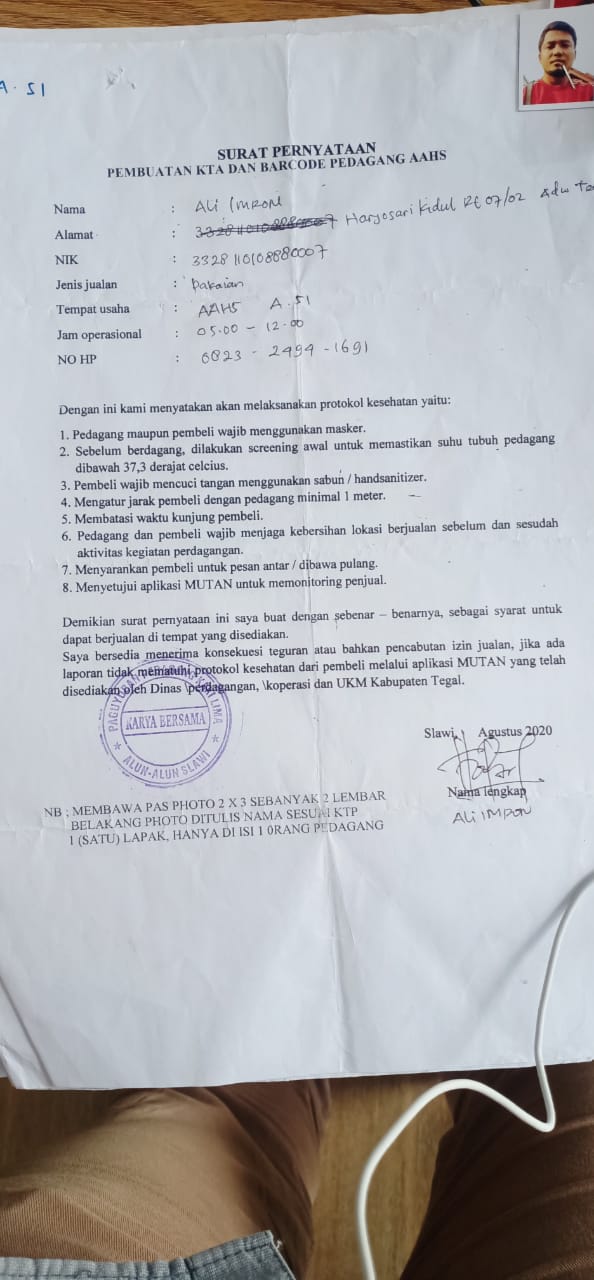 A. 51
SURAT PERNYATAAN
PEMBUATAN KTA DAN BARCODE PEDAGANG AAHS
Nama : Ali IMRON
Alamat : Harjosari Kidul Rt 07/02 Adw
NIK : 3328 110108880007
Jenis jualan : pakaian
Tempat usaha : AAHS A.51
Jam operasional : 05.00 - 12.00
NO HP : 0823 - 2494 - 1691
Dengan ini kami menyatakan akan melaksanakan protokol kesehatan yaitu:
1. Pedagang maupun pembeli wajib menggunakan masker.
2. Sebelum berdagang, dilakukan screening awal untuk memastikan suhu tubuh pedagang
dibawah 37,3 derajat celcius.
3. Pembeli wajib mencuci tangan menggunakan sabun / handsanitizer.
4. Mengatur jarak pembeli dengan pedagang minimal 1 meter.
5. Membatasi waktu kunjung pembeli.
6. Pedagang dan pembeli wajib menjaga kebersihan lokasi berjualan sebelum dan sesudah
aktivitas kegiatan perdagangan.
7. Menyarankan pembeli untuk pesan antar / dibawa pulang.
8. Menyetujui aplikasi MUTAN untuk memonitoring penjual.
Demikian surat pernyataan ini saya buat dengan sebenar – benarnya, sebagai syarat untuk
dapat berjualan di tempat yang disediakan.
Saya bersedia menerima konsekuesi teguran atau bahkan pencabutan izin jualan, jika ada
laporan tidak mematuhi protokol kesehatan dari pembeli melalui aplikasi MUTAN yang telah
disediakan oleh Dinas \perdagangan, \koperasi dan UKM Kabupaten Tegal.
PAGUYUBAN PEDAGANG KAKI LIMA
KARYA BERSAMA
ALUN-ALUN SLAWI
Slawi, Agustus 2020
Nama lengkap
ALI IMRON
NB ; MEMBAWA PAS PHOTO 2 X 3 SEBANYAK 2 LEMBAR
BELAKANG PHOTO DITULIS NAMA SESUAI KTP
1 (SATU) LAPAK, HANYA DI ISI 1 0RANG PEDAGANG